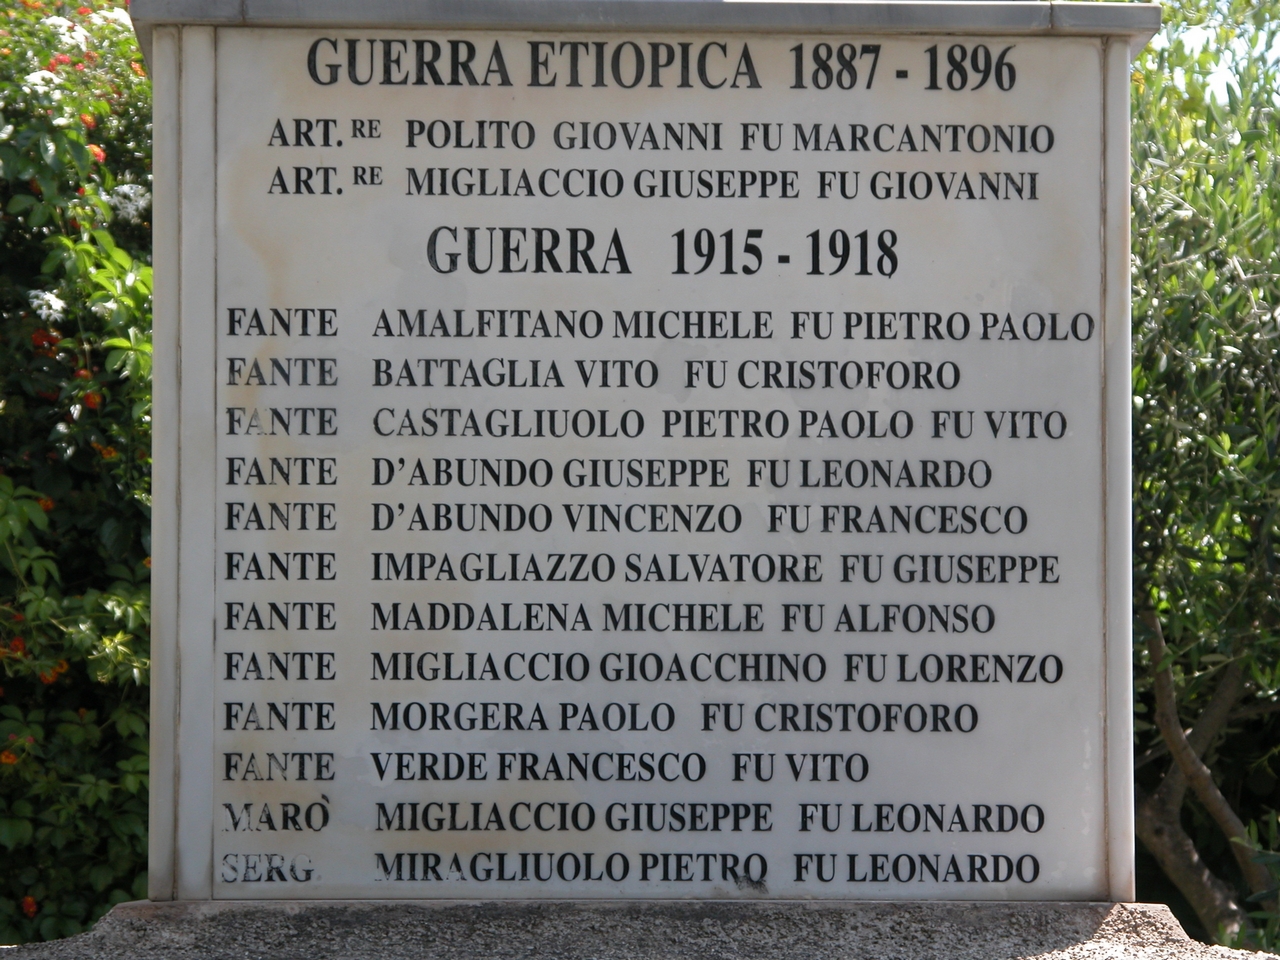 GUERRA ETIOPICA 1887 - 1896
ART.RE POLITO GIOVANNI FU MARCANTONIO
ART.RE MIGLIACCIO GIUSEPPE FU GIOVANNI
GUERRA 1915 - 1918
FANTE AMALFITANO MICHELE FU PIETRO PAOLO
FANTE BATTAGLIA VITO FU CRISTOFORO
FANTE CASTAGLIUOLO PIETRO PAOLO FU VITO
FANTE D'ABUNDO GIUSEPPE FU LEONARDO
FANTE D'ABUNDO VINCENZO FU FRANCESCO
FANTE IMPAGLIAZZO SALVATORE FU GIUSEPPE
FANTE MADDALENA MICHELE FU ALFONSO
FANTE MIGLIACCIO GIOACCHINO FU LORENZO
FANTE MORGERA PAOLO FU CRISTOFORO
FANTE VERDE FRANCESCO FU VITO
MARÒ MIGLIACCIO GIUSEPPE FU LEONARDO
SERG. MIRAGLIUOLO PIETRO FU LEONARDO